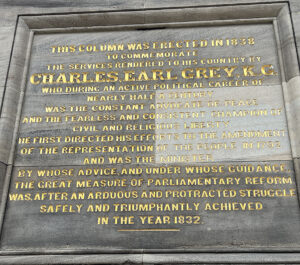 THIS COLUMN WAS ERECTED IN 1838
TO COMMEMORATE
THE SERVICES RENDERED TO HIS COUNTRY BY
CHARLES, EARL GREY, K.G.
WHO DURING AN ACTIVE POLITICAL CAREER OF
NEARLY HALF A CENTURY
WAS THE CONSTANT ADVOCATE OF PEACE
AND THE FEARLESS AND CONSISTENT CHAMPION OF
CIVIL AND RELIGIOUS LIBERTY.
HE FIRST DIRECTED HIS EFFORTS TO THE AMENDMENT
OF THE REPRESENTATION OF THE PEOPLE IN 1792
AND WAS THE MINISTER
BY WHOSE ADVICE, AND UNDER WHOSE GUIDANCE,
THE GREAT MEASURE OF PARLIAMENTARY REFORM
WAS, AFTER AN ARDUOUS AND PROTRACTED STRUGGLE
SAFELY AND TRIUMPHANTLY ACHIEVED
IN THE YEAR 1832.